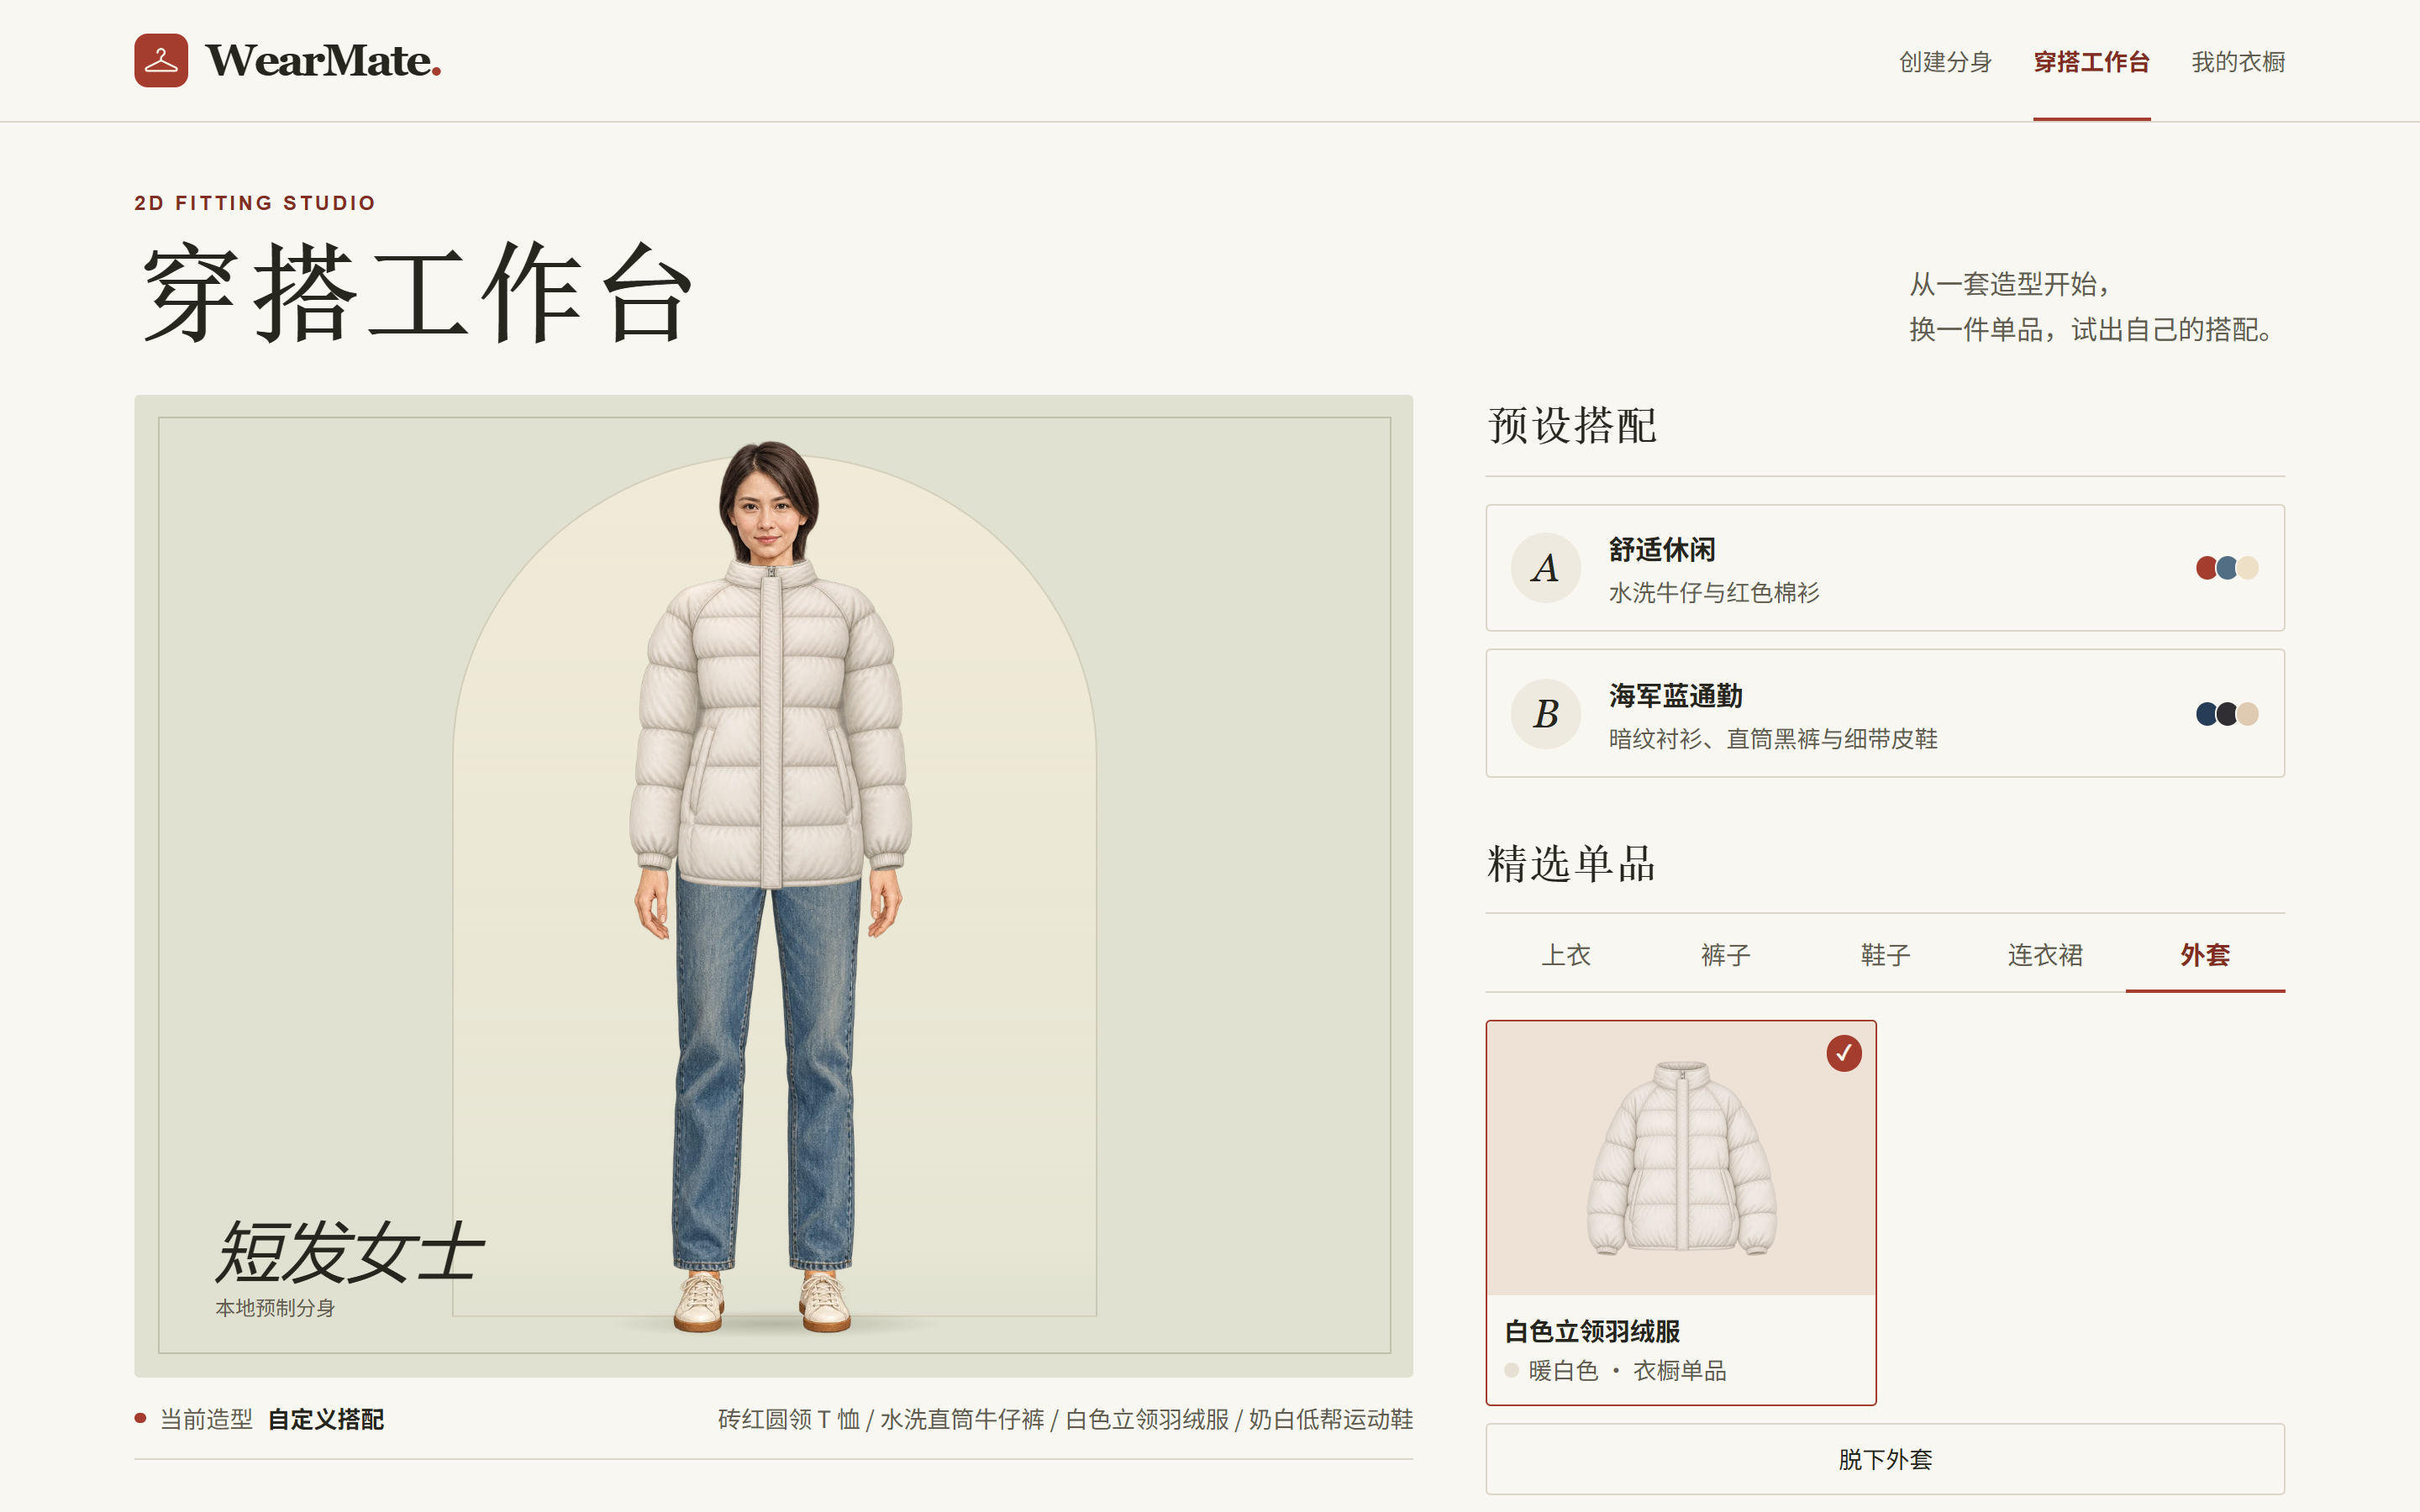 WearMate.
创建分身
穿搭工作台
我的衣橱
2D FITTING STUDIO
穿搭工作台
从一套造型开始，
换一件单品，试出自己的搭配。
短发女士
本地预制分身
当前造型 自定义搭配
砖红圆领 T 恤 / 水洗直筒牛仔裤 / 白色立领羽绒服 / 奶白低帮运动鞋
预设搭配
A
舒适休闲
水洗牛仔与红色棉衫
B
海军蓝通勤
暗纹衬衫、直筒黑裤与细带皮鞋
精选单品
上衣
裤子
鞋子
连衣裙
外套
白色立领羽绒服
暖白色 · 衣橱单品
脱下外套